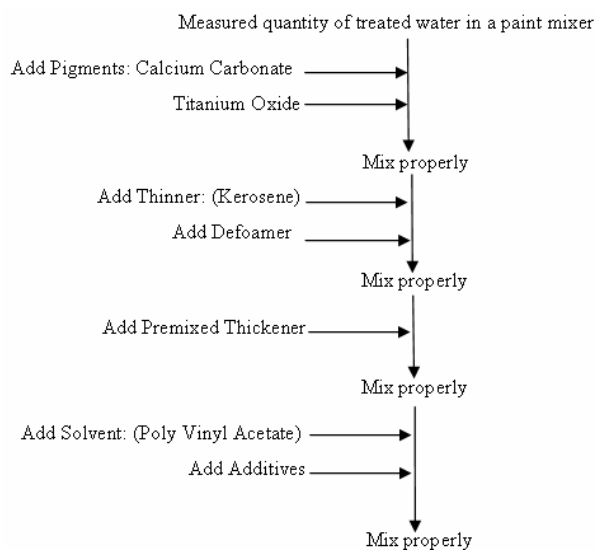 Measured quantity of treated water in a paint mixer
Add Pigments: Calcium Carbonate
Titanium Oxide
Mix properly
Add Thinner: (Kerosene)
Add Defoamer
Mix properly
Add Premixed Thickener
Mix properly
Add Solvent: (Poly Vinyl Acetate)
Add Additives
Mix properly